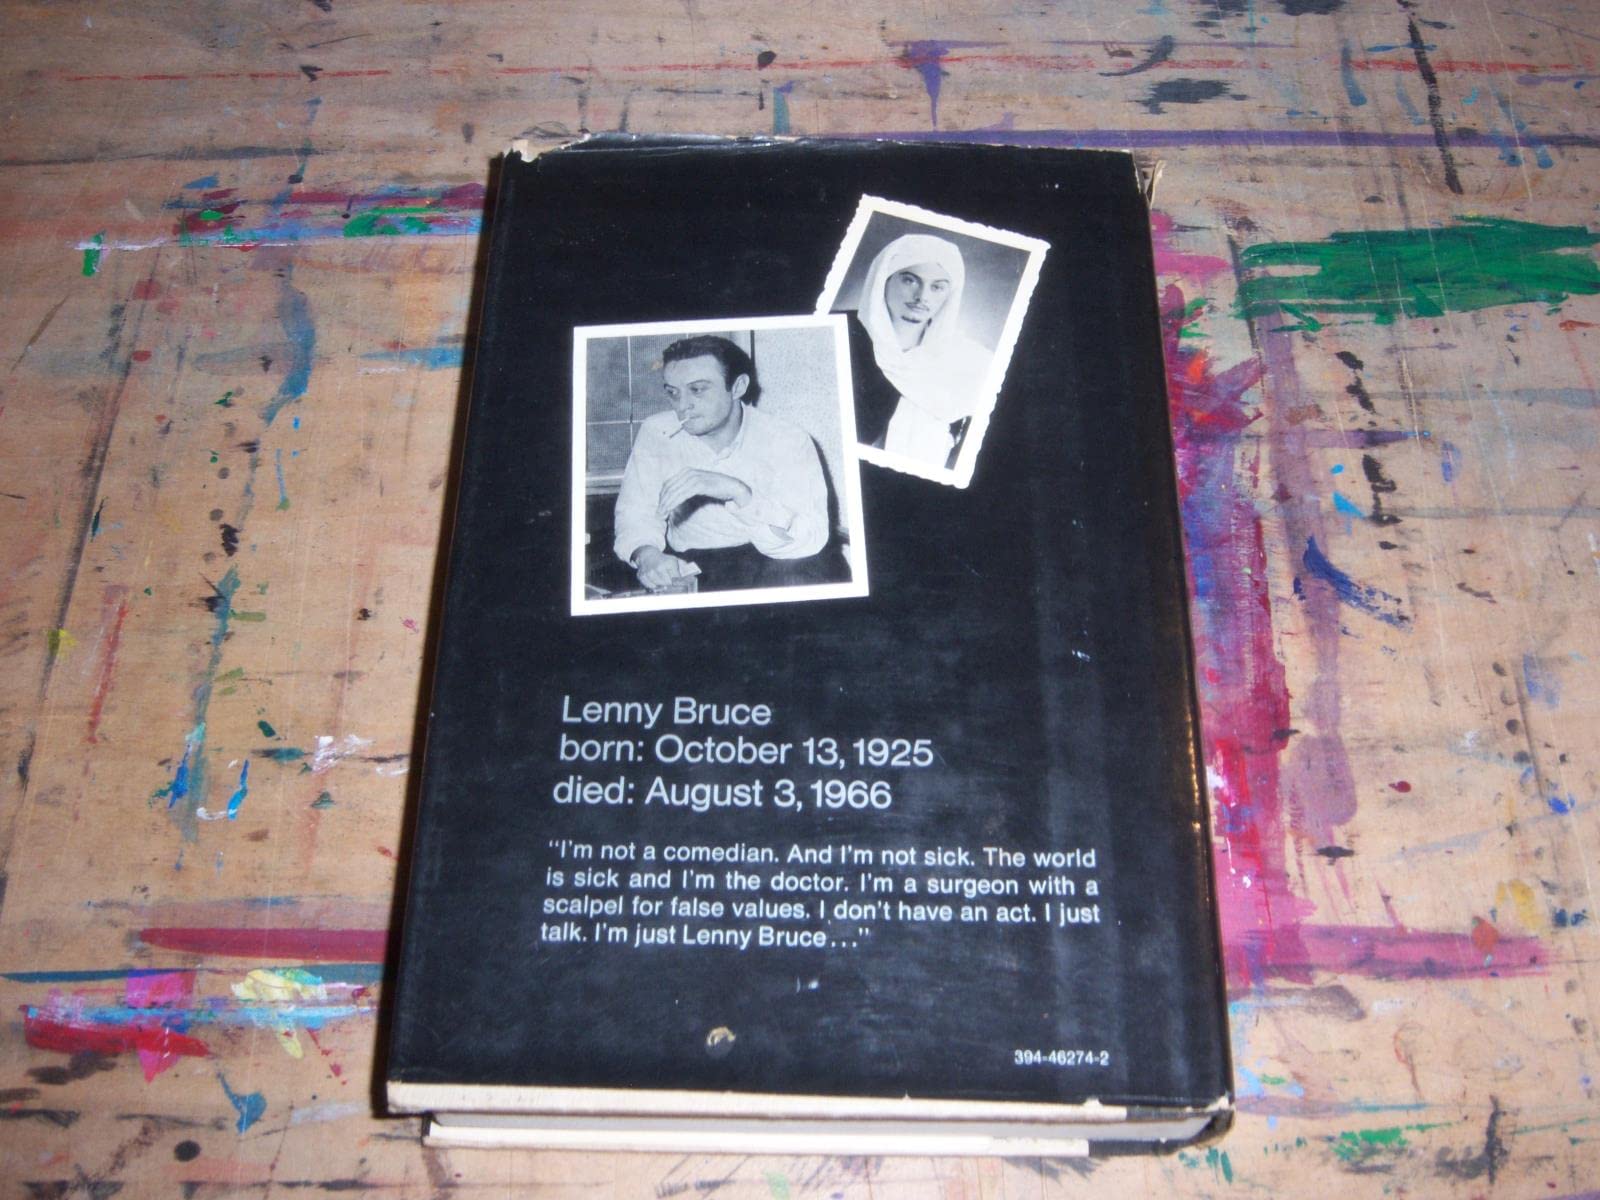 Lenny Bruce
born: October 13, 1925
died: August 3, 1966
"I'm not a comedian. And I'm not sick. The world
is sick and I'm the doctor. I'm a surgeon with a
scalpel for false values. I don't have an act. I just
talk. I'm just Lenny Bruce..."
394-46274-2